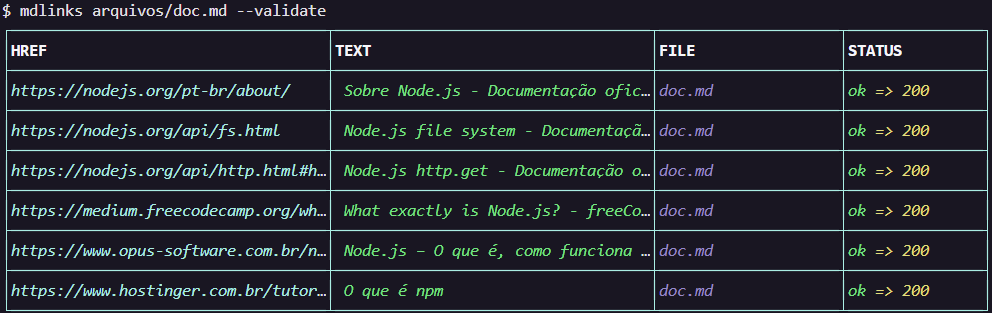 $ mdlinks arquivos/doc.md --validate
HREF TEXT FILE STATUS
https://nodejs.org/pt-br/about/ Sobre Node.js - Documentação ofic… doc.md ok => 200
https://nodejs.org/api/fs.html Node.js file system - Documentaçã… doc.md ok => 200
https://nodejs.org/api/http.html#h… Node.js http.get - Documentação o… doc.md ok => 200
https://medium.freecodecamp.org/wh… What exactly is Node.js? - freeCo… doc.md ok => 200
https://www.opus-software.com.br/n… Node.js – O que é, como funciona … doc.md ok => 200
https://www.hostinger.com.br/tutor… O que é npm doc.md ok => 200